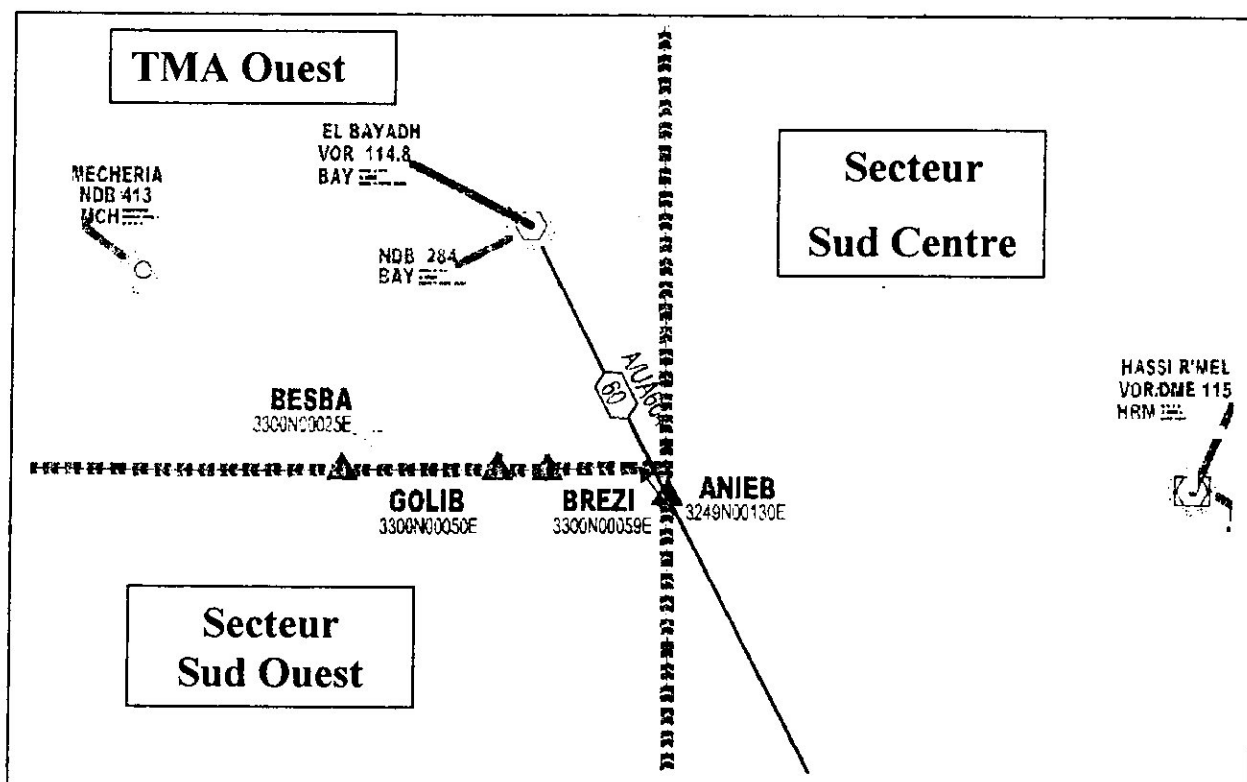 TMA Ouest
EL BAYADH
VOR 114.8
BAY
MECHERIA
NDB 413
MCH
NDB 284
BAY
Secteur
Sud Centre
A/UA604
60
HASSI R'MEL
VOR/DME 115
HRM
BESBA
3300N00025E
GOLIB
3300N00050E
BREZI
3300N00059E
ANIEB
3249N00130E
Secteur
Sud Ouest